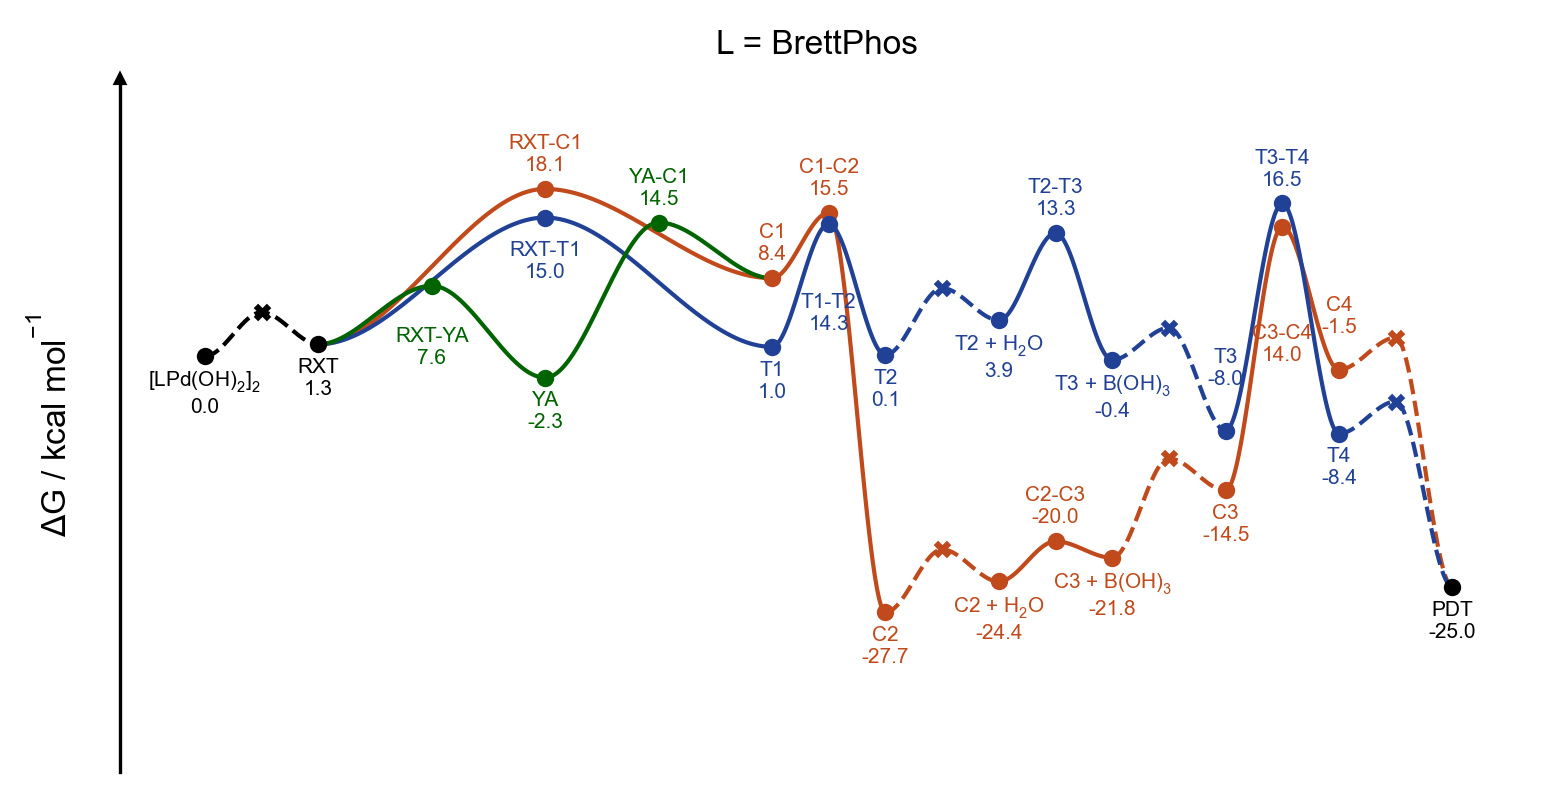 L = BrettPhos
ΔG / kcal mol⁻¹
[LPd(OH)₂]₂
0.0
RXT
1.3
RXT-C1
18.1
RXT-T1
15.0
RXT-YA
7.6
YA
-2.3
YA-C1
14.5
C1
8.4
T1
1.0
C1-C2
15.5
T1-T2
14.3
T2
0.1
C2
-27.7
T2 + H₂O
3.9
C2 + H₂O
-24.4
T2-T3
13.3
C2-C3
-20.0
T3 + B(OH)₃
-0.4
C3 + B(OH)₃
-21.8
T3
-8.0
C3
-14.5
T3-T4
16.5
C3-C4
14.0
C4
-1.5
T4
-8.4
PDT
-25.0